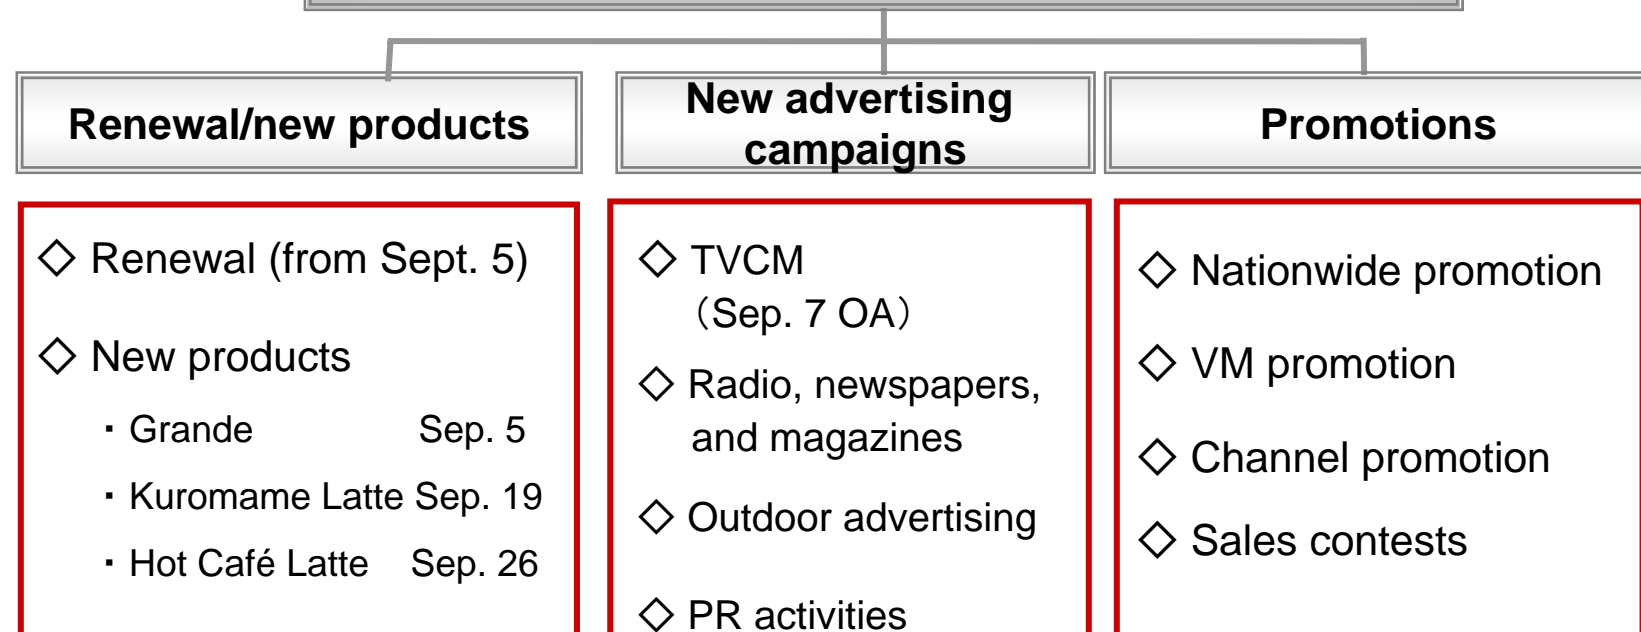 Renewal/new products
◇ Renewal (from Sept. 5)
◇ New products
・Grande Sep. 5
・Kuromame Latte Sep. 19
・Hot Café Latte Sep. 26
New advertising
campaigns
◇ TVCM
（Sep. 7 OA）
◇ Radio, newspapers,
and magazines
◇ Outdoor advertising
◇ PR activities
Promotions
◇ Nationwide promotion
◇ VM promotion
◇ Channel promotion
◇ Sales contests